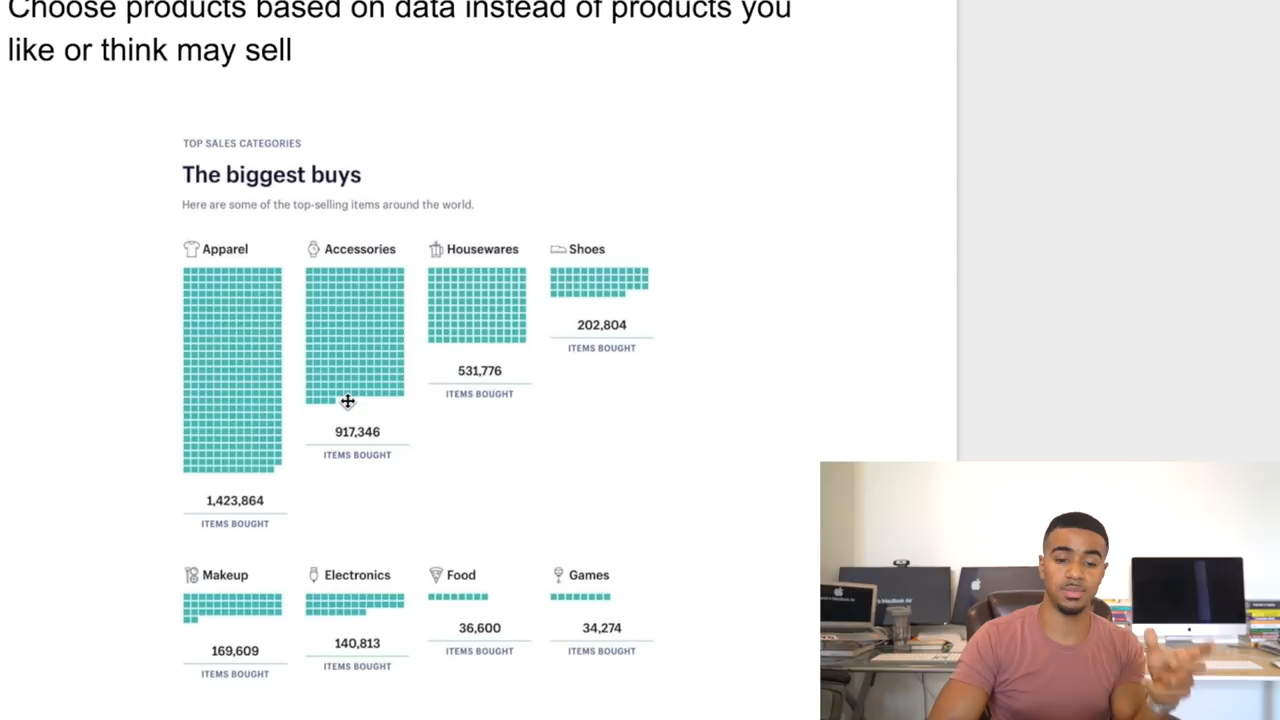 Choose products based on data instead of products you
like or think may sell
TOP SALES CATEGORIES
The biggest buys
Here are some of the top-selling items around the world.
Apparel
1,423,864
ITEMS BOUGHT
Accessories
917,346
ITEMS BOUGHT
Housewares
531,776
ITEMS BOUGHT
Shoes
202,804
ITEMS BOUGHT
Makeup
169,609
ITEMS BOUGHT
Electronics
140,813
ITEMS BOUGHT
Food
36,600
ITEMS BOUGHT
Games
34,274
ITEMS BOUGHT